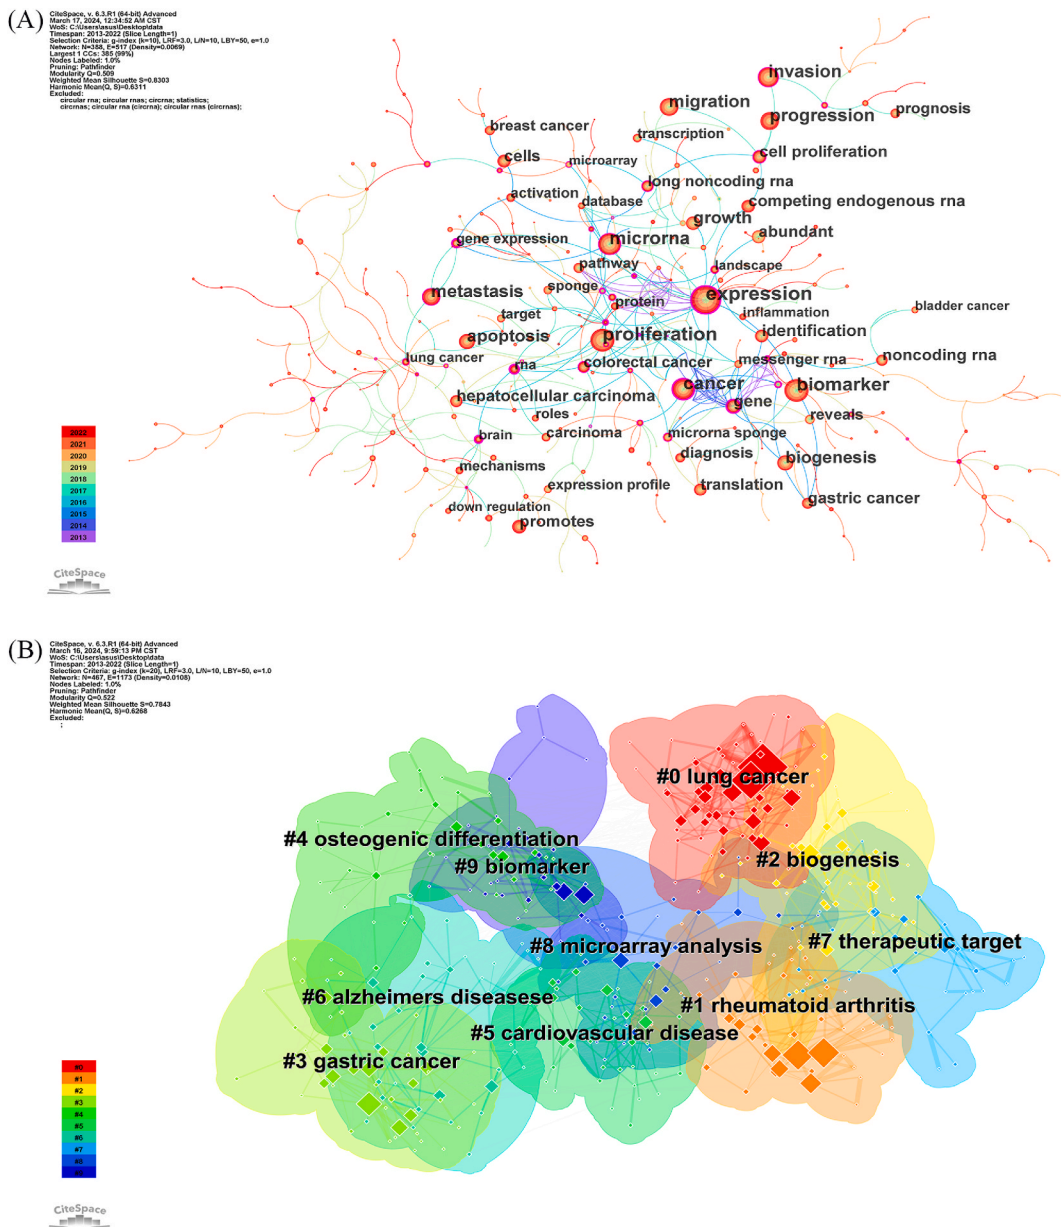 (A)
CiteSpace, v. 6.3.R1 (64-bit) Advanced
March 17, 2024, 12:34:52 AM CST
WoS: C:\Users\asus\Desktop\data
Timespan: 2013-2022 (Slice Length=1)
Selection Criteria: g-index (k=10), LRF=3.0, L/N=10, LBY=50, e=1.0
Network: N=388, E=517 (Density=0.0069)
Largest 1 CCs: 385 (99%)
Nodes Labeled: 1.0%
Pruning: Pathfinder
Modularity Q=0.509
Weighted Mean Silhouette S=0.8303
Harmonic Mean(Q, S)=0.6311
Excluded:
circular rna; circular rnas; circrna; statistics;
circrnas; circular rna (circrna); circular rnas (circrnas);
invasion
migration
progression
prognosis
breast cancer
transcription
cells
microarray
cell proliferation
long noncoding rna
activation
database
competing endogenous rna
growth
abundant
gene expression
microrna
pathway
landscape
sponge
metastasis
protein
expression
bladder cancer
target
inflammation
apoptosis
proliferation
identification
lung cancer
rna
colorectal cancer
messenger rna
noncoding rna
cancer
biomarker
hepatocellular carcinoma
gene
roles
reveals
brain
carcinoma
microrna sponge
diagnosis
biogenesis
mechanisms
expression profile
translation
gastric cancer
down regulation
promotes
2022
2021
2020
2019
2018
2017
2016
2015
2014
2013
CiteSpace
(B)
CiteSpace, v. 6.3.R1 (64-bit) Advanced
March 16, 2024, 9:59:13 PM CST
WoS: C:\Users\asus\Desktop\data
Timespan: 2013-2022 (Slice Length=1)
Selection Criteria: g-index (k=20), LRF=3.0, L/N=10, LBY=50, e=1.0
Network: N=467, E=1173 (Density=0.0108)
Nodes Labeled: 1.0%
Pruning: Pathfinder
Modularity Q=0.522
Weighted Mean Silhouette S=0.7843
Harmonic Mean(Q, S)=0.6268
Excluded:
;
#0 lung cancer
#4 osteogenic differentiation
#2 biogenesis
#9 biomarker
#8 microarray analysis
#7 therapeutic target
#6 alzheimers diseasese
#1 rheumatoid arthritis
#5 cardiovascular disease
#3 gastric cancer
#0
#1
#2
#3
#4
#5
#6
#7
#8
#9
CiteSpace